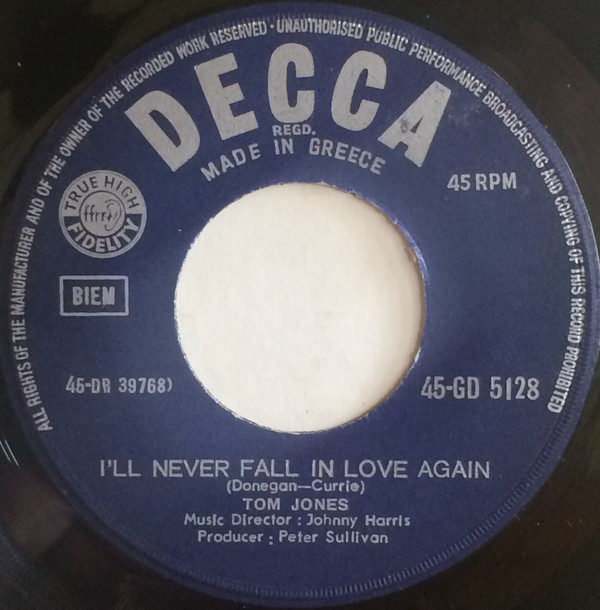 ALL RIGHTS OF THE MANUFACTURER AND OF THE OWNER OF THE RECORDED WORK RESERVED · UNAUTHORISED PUBLIC PERFORMANCE BROADCASTING AND COPYING OF THIS RECORD PROHIBITED
DECCA
REGD.
MADE IN GREECE
45 RPM
TRUE HIGH
ffrr
FIDELITY
BIEM
45-DR 39768)
45-GD 5128
I'LL NEVER FALL IN LOVE AGAIN
(Donegan—Currie)
TOM JONES
Music Director : Johnny Harris
Producer : Peter Sullivan